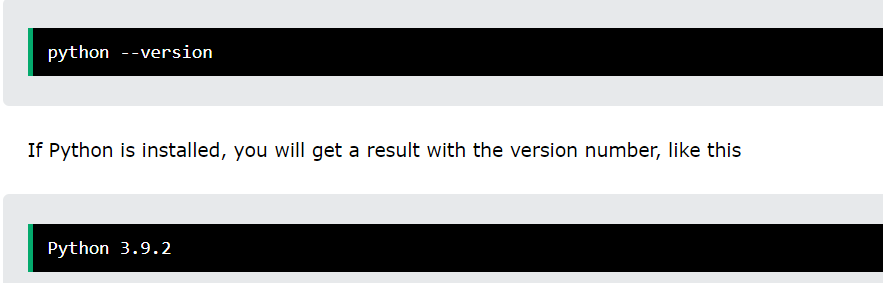 python --version
If Python is installed, you will get a result with the version number, like this
Python 3.9.2